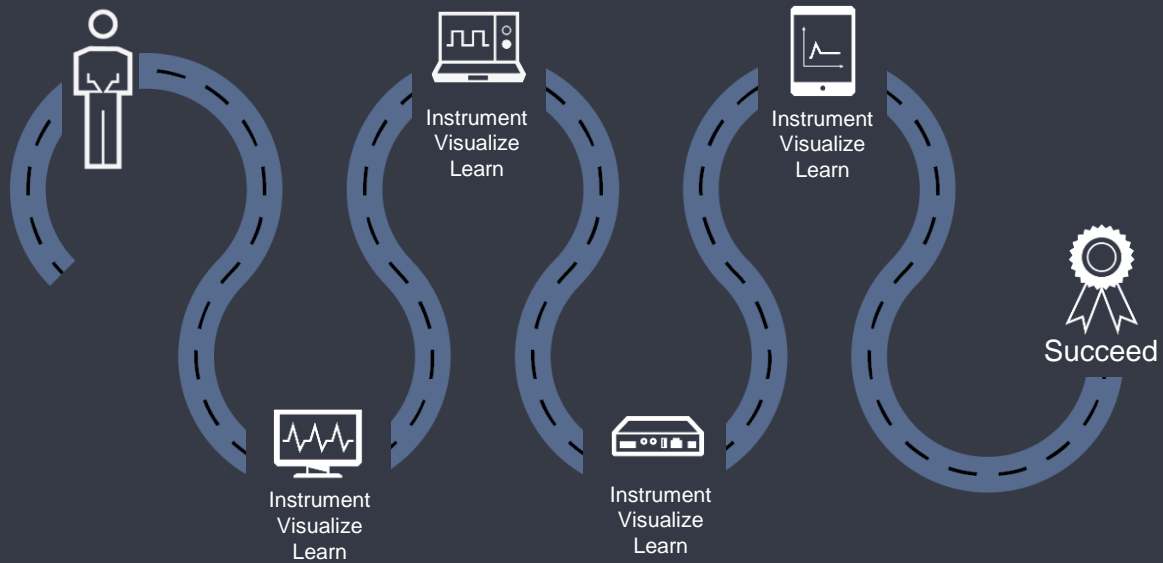 Instrument
Visualize
Learn
Instrument
Visualize
Learn
Instrument
Visualize
Learn
Instrument
Visualize
Learn
Succeed